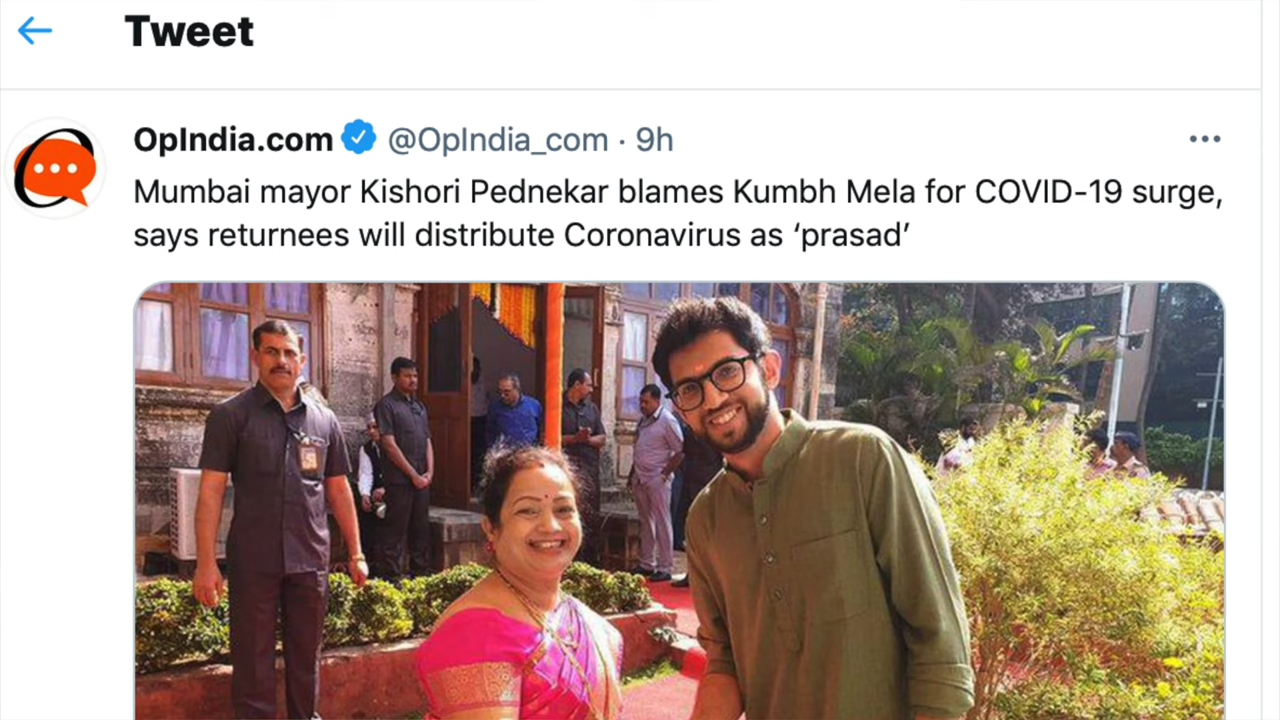 Tweet
OpIndia.com @OpIndia_com · 9h
Mumbai mayor Kishori Pednekar blames Kumbh Mela for COVID-19 surge,
says returnees will distribute Coronavirus as ‘prasad’